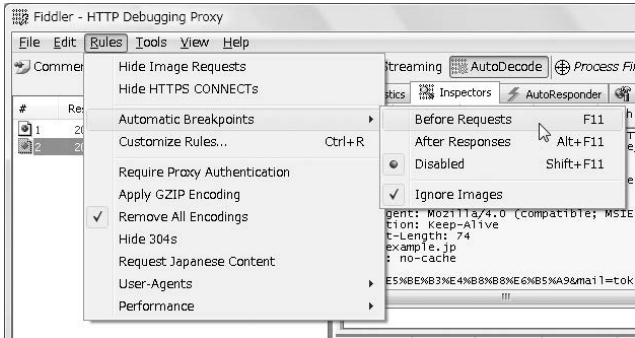 Fiddler - HTTP Debugging Proxy
File Edit Rules Tools View Help
Streaming AutoDecode Process
Inspectors AutoResponder
#
1
2
Hide Image Requests
Hide HTTPS CONNECTs
Automatic Breakpoints
Customize Rules... Ctrl+R
Require Proxy Authentication
Apply GZIP Encoding
Remove All Encodings
Hide 304s
Request Japanese Content
User-Agents
Performance
Before Requests F11
After Responses Alt+F11
Disabled Shift+F11
Ignore Images
gent: Mozilla/4.0 (compatible; MSIE
tion: Keep-Alive
t-Length: 74
example.jp
: no-cache
E5%BE%B3%E4%B8%B8%E6%B5%A9&mail=tok